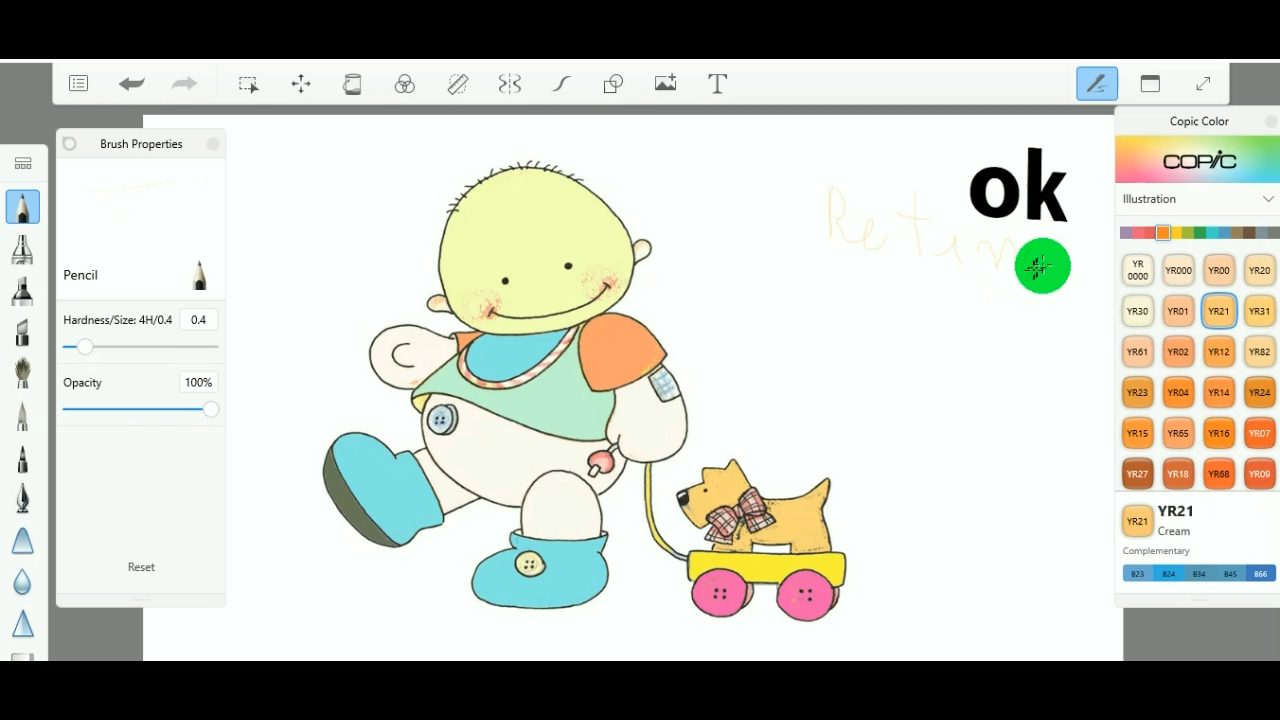 ok
Brush Properties
Copic Color
COPIC
Illustration
YR 0000 YR000 YR00 YR20
YR30 YR01 YR21 YR31
YR61 YR02 YR12 YR82
YR23 YR04 YR14 YR24
YR15 YR65 YR16 YR07
YR27 YR18 YR68 YR09
Pencil
Hardness/Size: 4H/0.4 0.4
Opacity 100%
Reset
YR21 YR21
Cream
Complementary
B23 B24 B34 B45 B66
T